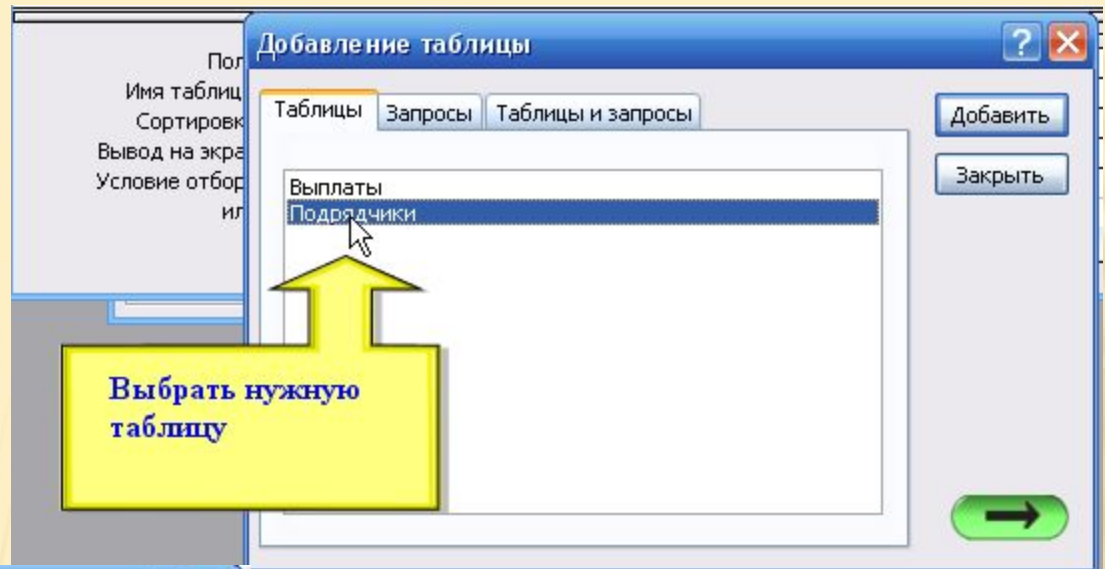 Добавление таблицы
Пол
Имя таблиц
Сортировк
Вывод на экра
Условие отбор
ил
Таблицы Запросы Таблицы и запросы
Добавить
Закрыть
Выплаты
Подрядчики
Выбрать нужную
таблицу